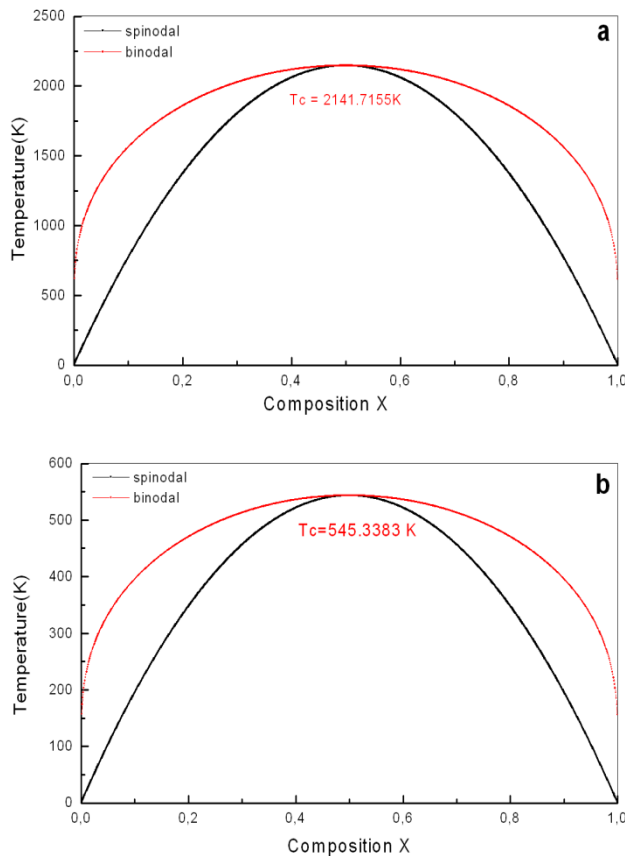 2500
a
spinodal
binodal
2000
Tc = 2141.7155K
1500
Temperature(K)
1000
500
0
0,0 0,2 0,4 0,6 0,8 1,0
Composition X
600
b
spinodal
binodal
500
Tc=545.3383 K
400
Temperature(K)
300
200
100
0
0,0 0,2 0,4 0,6 0,8 1,0
Composition X